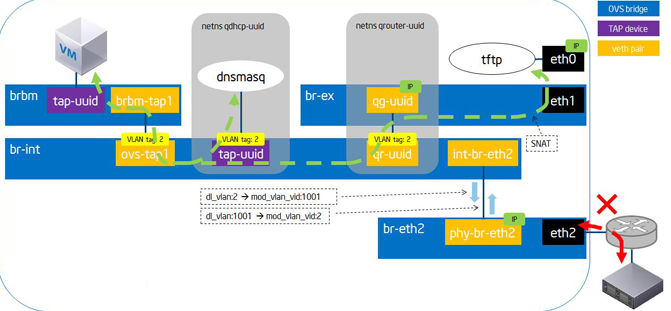 netns qdhcp-uuid
netns qrouter-uuid
OVS bridge
TAP device
veth pair
VM
dnsmasq
tftp
IP
eth0
brbm
tap-uuid
brbm-tap1
br-ex
IP
qg-uuid
eth1
VLAN tag: 2
VLAN tag: 2
VLAN tag: 2
SNAT
br-int
ovs-tap1
tap-uuid
qr-uuid
int-br-eth2
dl_vlan:2 → mod_vlan_vid:1001
dl_vlan:1001 → mod_vlan_vid:2
IP
br-eth2
phy-br-eth2
eth2